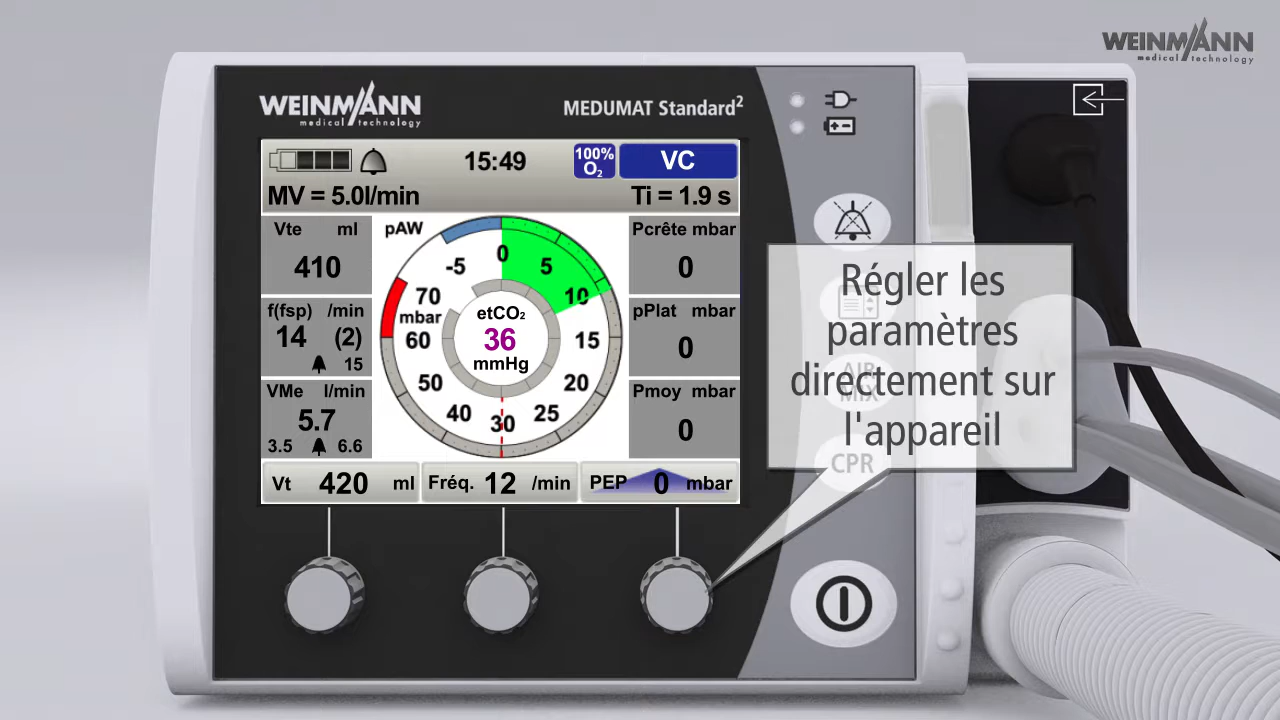 WEINMANN
medical technology
WEINMANN
medical technology
MEDUMAT Standard²
15:49
100%
O₂
VC
MV = 5.0l/min
Ti = 1.9 s
Vte ml
410
f(fsp) /min
14 (2)
15
VMe l/min
5.7
3.5 6.6
pAW
-5
0
5
10
15
20
25
30
40
50
60
70
mbar
etCO₂
36
mmHg
Pcrête mbar
0
pPlat mbar
0
Pmoy mbar
0
Vt 420 ml
Fréq. 12 /min
PEP 0 mbar
Régler les
paramètres
directement sur
l'appareil
AIR
MIX
CPR